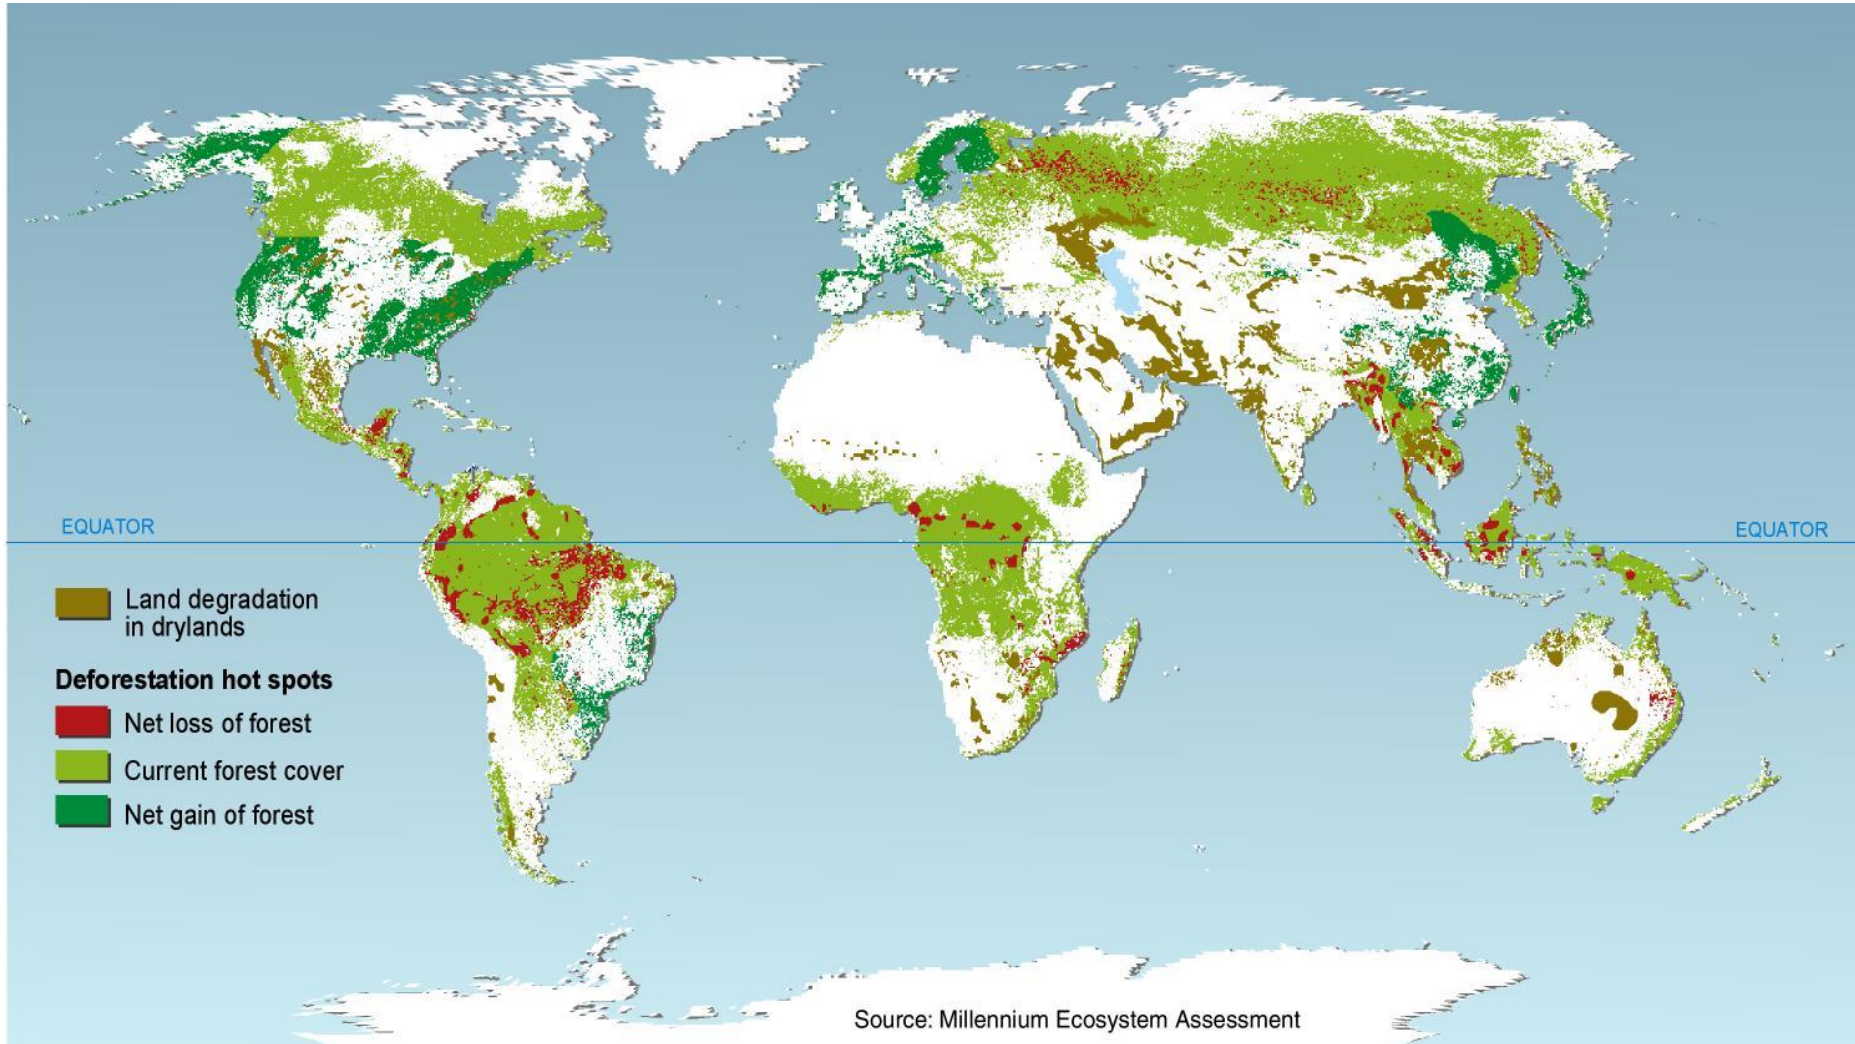 EQUATOR
EQUATOR
Land degradation
in drylands
Deforestation hot spots
Net loss of forest
Current forest cover
Net gain of forest
Source: Millennium Ecosystem Assessment